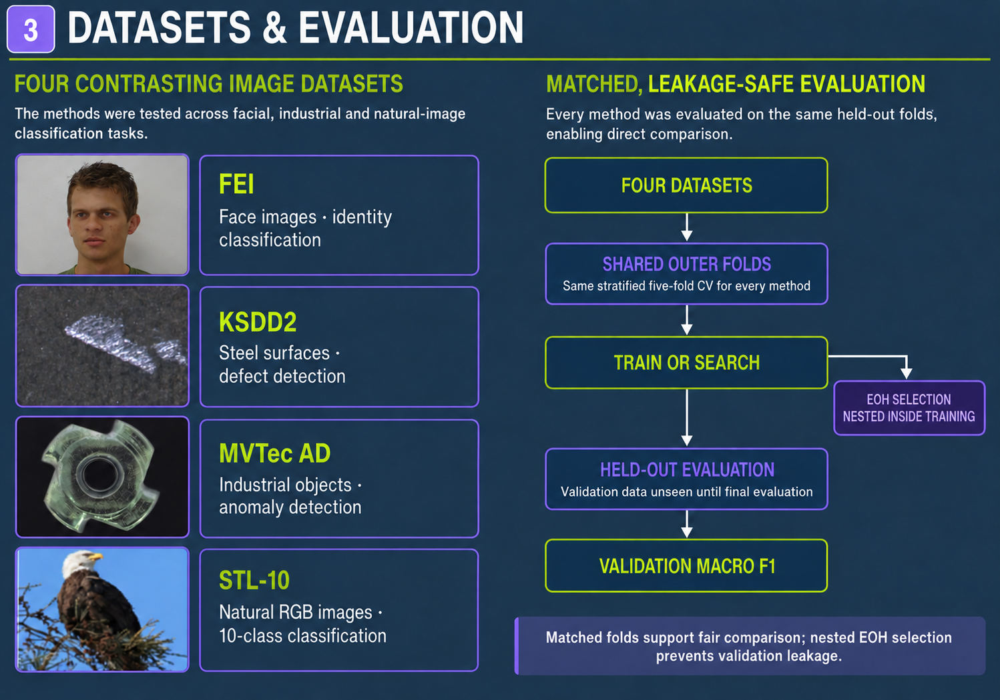 3
DATASETS & EVALUATION
FOUR CONTRASTING IMAGE DATASETS
The methods were tested across facial, industrial and natural-image
classification tasks.
FEI
Face images · identity
classification
KSDD2
Steel surfaces ·
defect detection
MVTec AD
Industrial objects ·
anomaly detection
STL-10
Natural RGB images ·
10-class classification
MATCHED, LEAKAGE-SAFE EVALUATION
Every method was evaluated on the same held-out folds,
enabling direct comparison.
FOUR DATASETS
SHARED OUTER FOLDS
Same stratified five-fold CV for every method
TRAIN OR SEARCH
EOH SELECTION
NESTED INSIDE TRAINING
HELD-OUT EVALUATION
Validation data unseen until final evaluation
VALIDATION MACRO F1
Matched folds support fair comparison; nested EOH selection
prevents validation leakage.